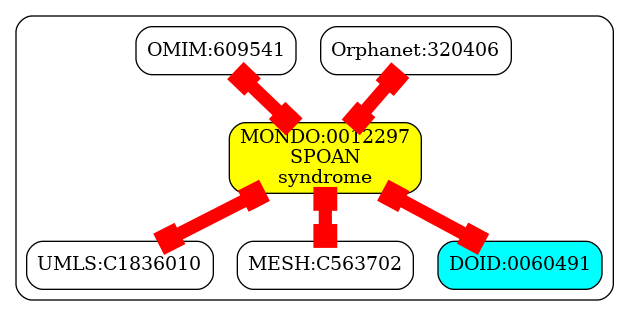 OMIM:609541
Orphanet:320406
MONDO:0012297
SPOAN
syndrome
UMLS:C1836010
MESH:C563702
DOID:0060491